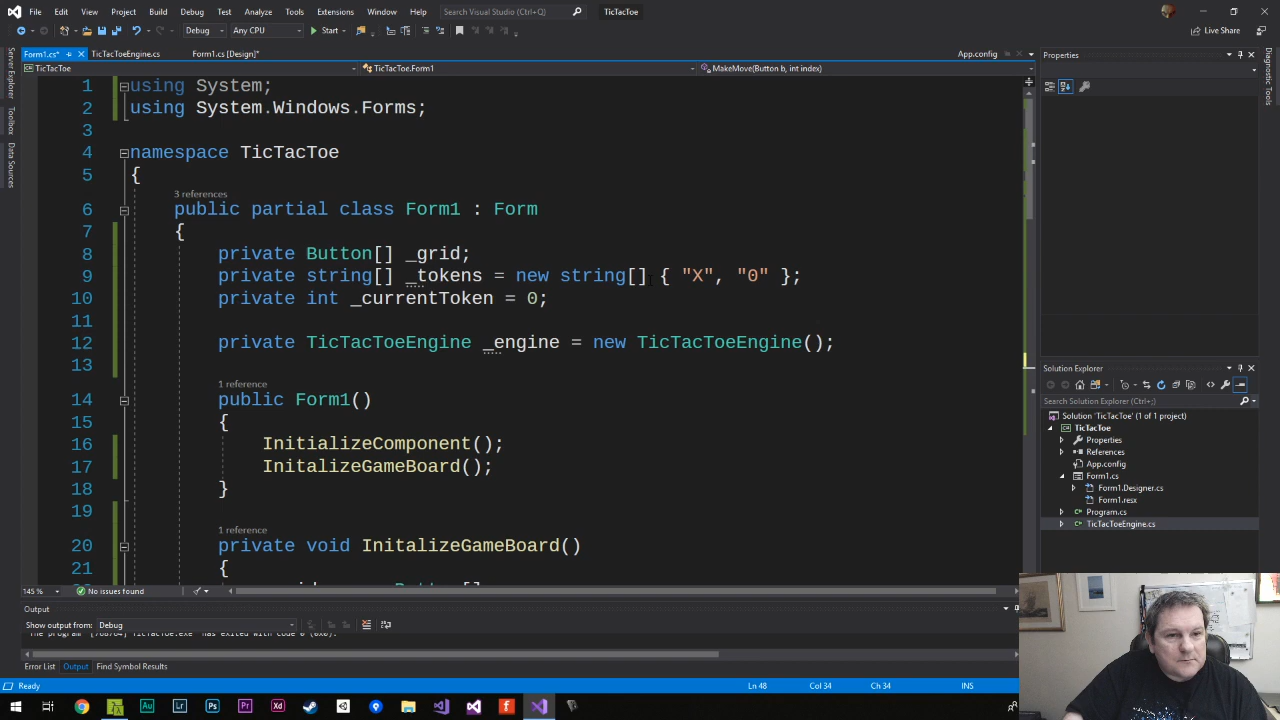 File Edit View Project Build Debug Test Analyze Tools Extensions Window Help Search Visual Studio (Ctrl+Q) TicTacToe
Debug Any CPU Start Live Share
Form1.cs* TicTacToeEngine.cs Form1.cs [Design]* App.config
TicTacToe TicTacToe.Form1 MakeMove(Button b, int index)
Server Explorer
Toolbox
Data Sources
1 using System;
2 using System.Windows.Forms;
3
4 namespace TicTacToe
5 {
3 references
6 public partial class Form1 : Form
7 {
8 private Button[] _grid;
9 private string[] _tokens = new string[] { "X", "0" };
10 private int _currentToken = 0;
11
12 private TicTacToeEngine _engine = new TicTacToeEngine();
13
1 reference
14 public Form1()
15 {
16 InitializeComponent();
17 InitalizeGameBoard();
18 }
19
1 reference
20 private void InitalizeGameBoard()
21 {
145 % No issues found
Output
Show output from: Debug
Error List Output Find Symbol Results
Ready Ln 48 Col 34 Ch 34 INS
Properties
Diagnostic Tools
Solution Explorer
Search Solution Explorer (Ctrl+;)
Solution 'TicTacToe' (1 of 1 project)
TicTacToe
Properties
References
App.config
Form1.cs
Form1.Designer.cs
Form1.resx
Program.cs
TicTacToeEngine.cs